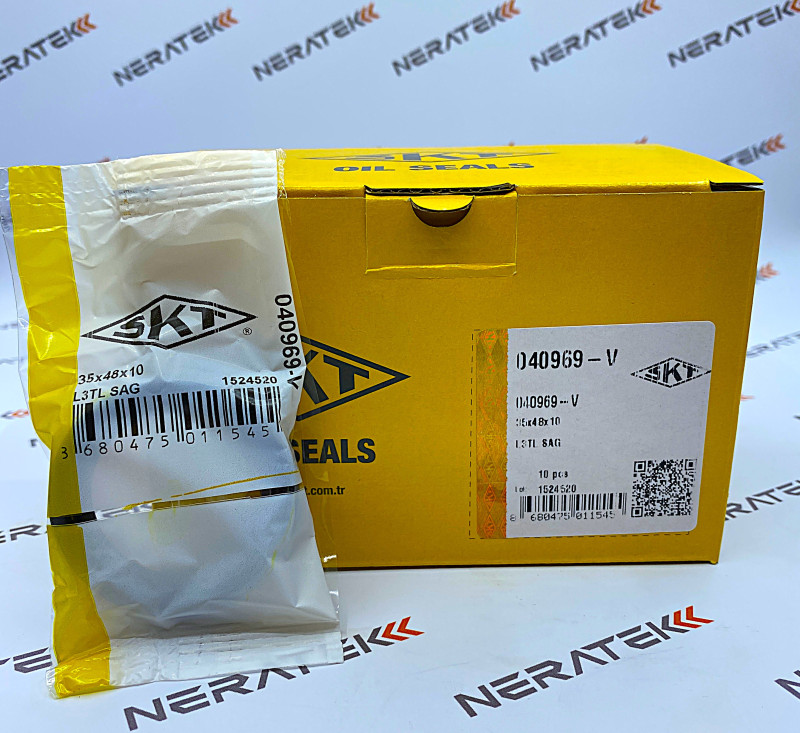 NERATEK
NERATEK
NERATEK
NERATEK
NERATEK
NERATEK
SKT
OIL SEALS
SKT
®
040969-V
35x48x10
L3TL SAG
1524520
680475 011545
SKT
SEALS
.com.tr
040969-V
SKT
040969-V
35x48x10
L3TL SAG
10 pcs
Lot: 1524520
8 680475 011545
NERATEK
NERATEK
NERATEK